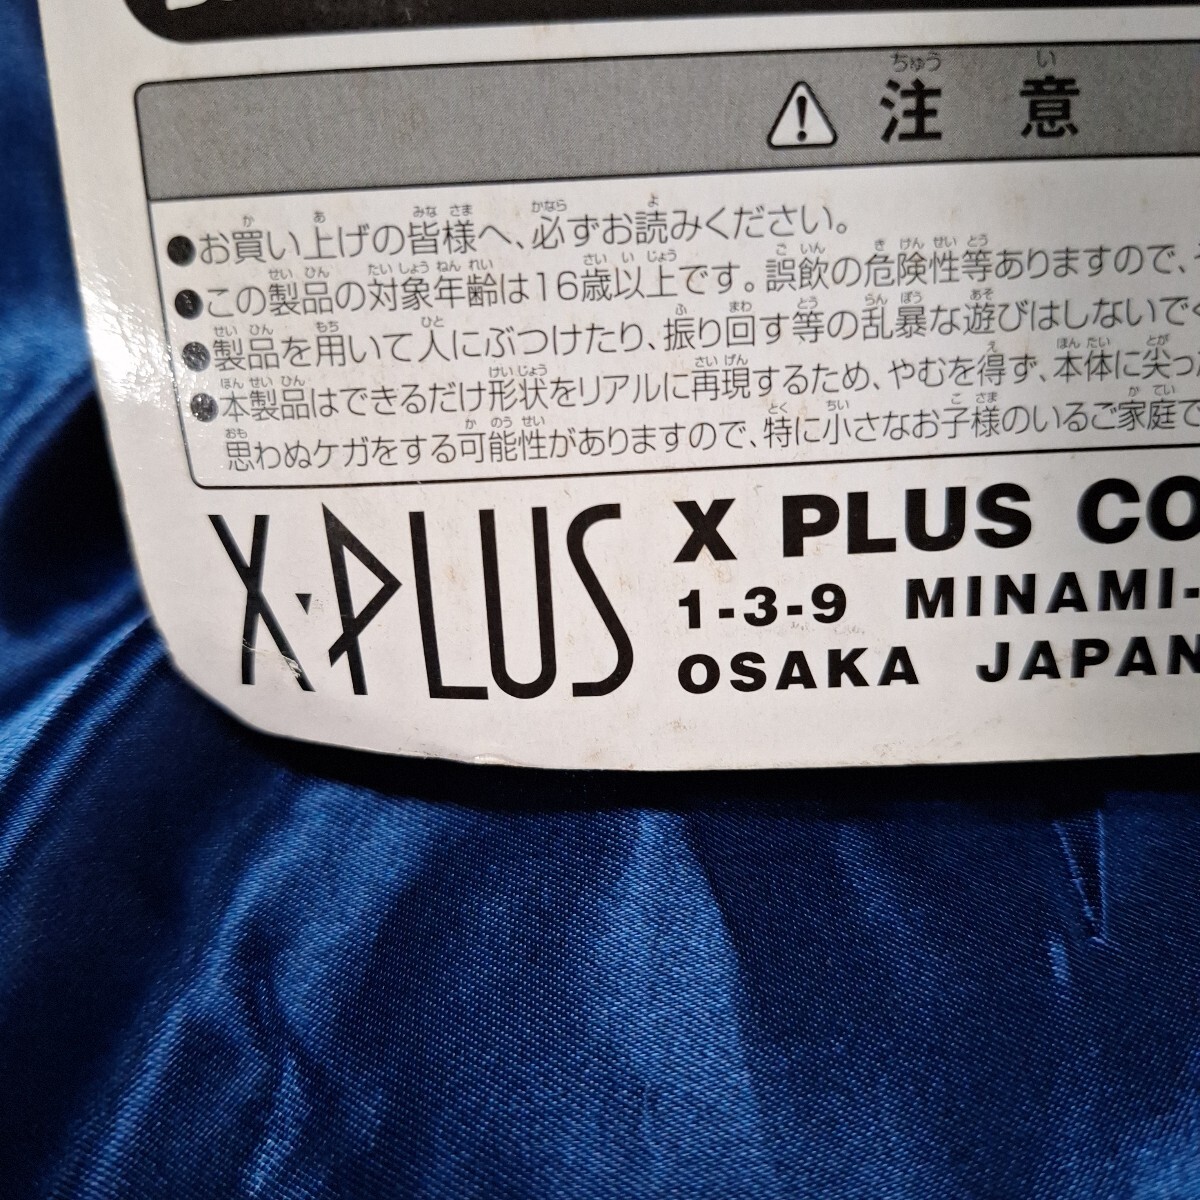 注意
●お買い上げの皆様へ、必ずお読みください。
●この製品の対象年齢は16歳以上です。誤飲の危険性等ありますので、
●製品を用いて人にぶつけたり、振り回す等の乱暴な遊びはしないでく
●本製品はできるだけ形状をリアルに再現するため、やむを得ず、本体に尖っ
思わぬケガをする可能性がありますので、特に小さなお子様のいるご家庭で
X・PLUS
X PLUS CO
1-3-9 MINAMI-
OSAKA JAPAN